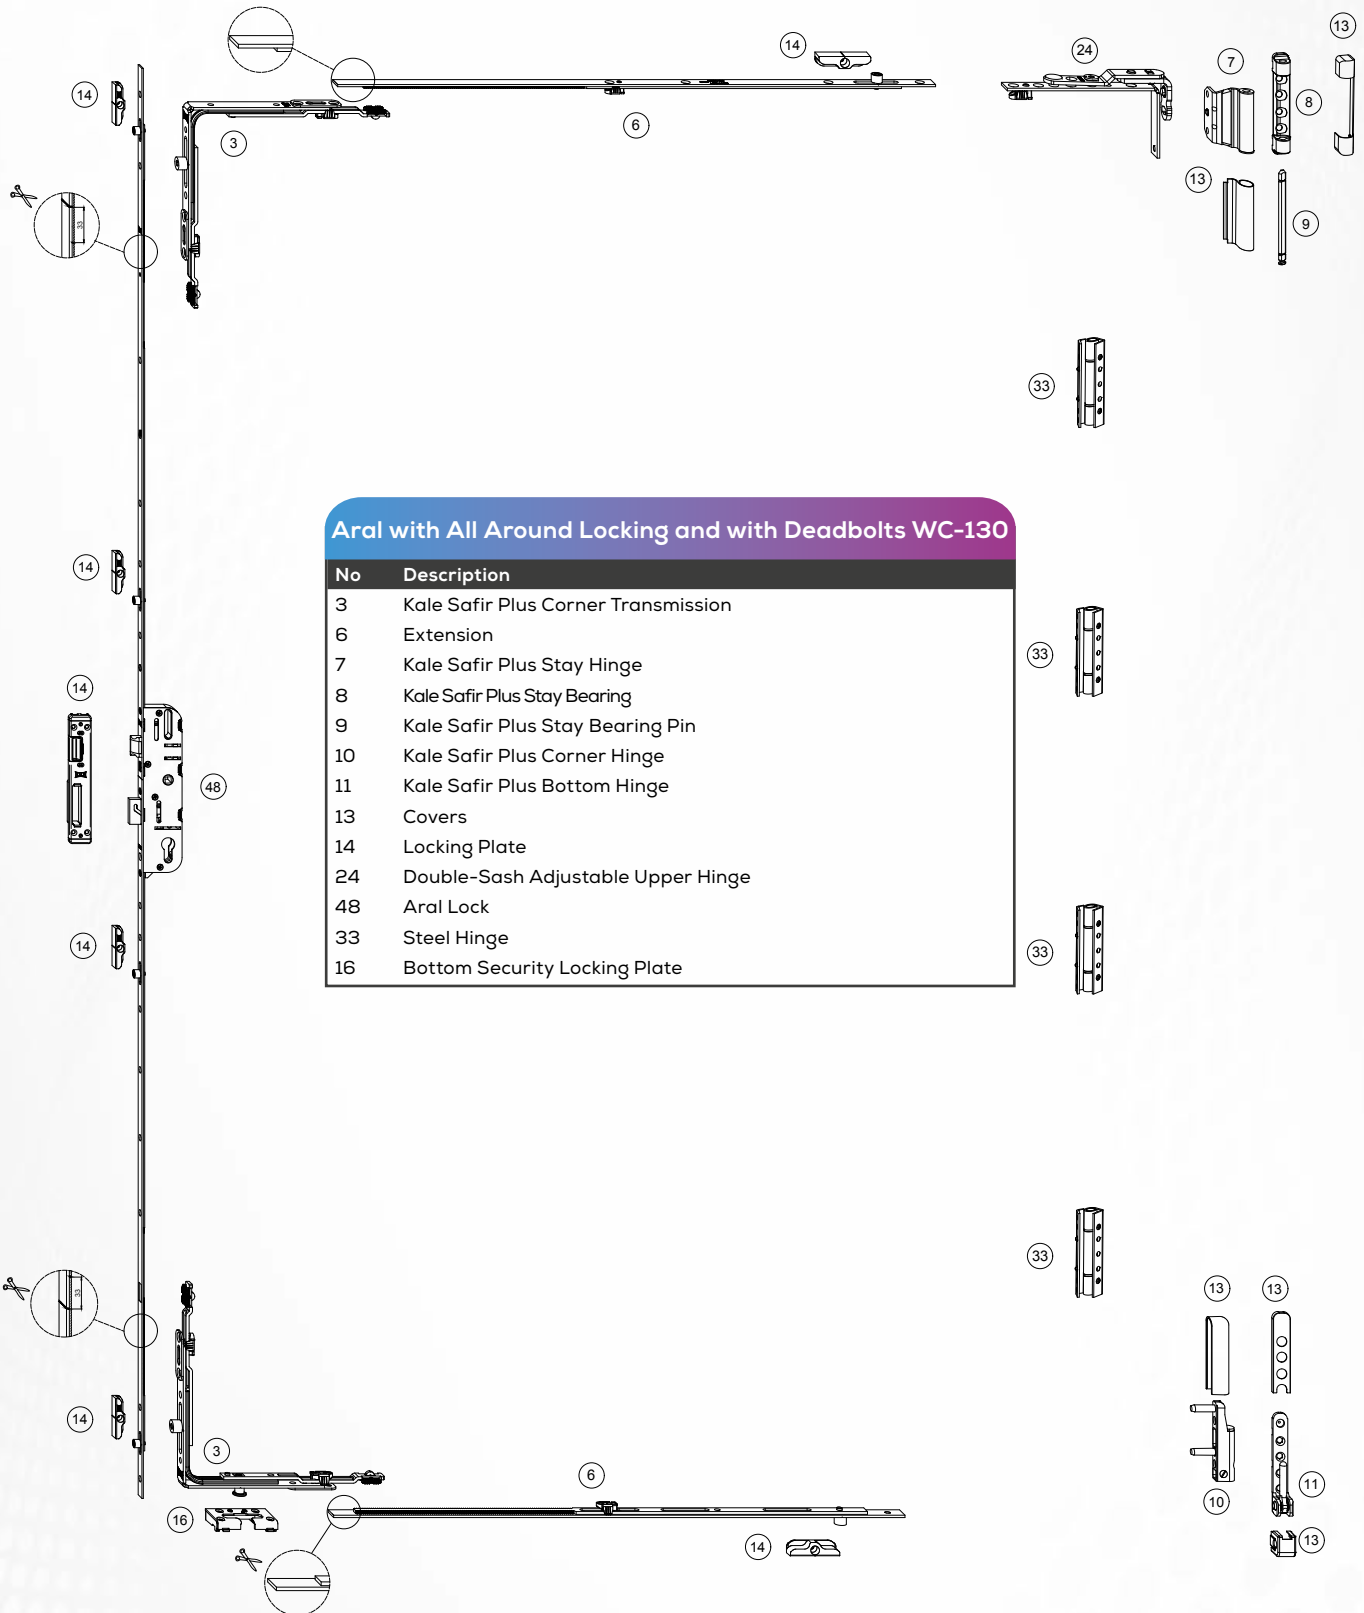 13
14
24
7
14
8
6
3
13
9
33
33
33
Aral with All Around Locking and with Deadbolts WC-130
No Description
3 Kale Safir Plus Corner Transmission
6 Extension
7 Kale Safir Plus Stay Hinge
8 Kale Safir Plus Stay Bearing
9 Kale Safir Plus Stay Bearing Pin
10 Kale Safir Plus Corner Hinge
11 Kale Safir Plus Bottom Hinge
13 Covers
14 Locking Plate
24 Double-Sash Adjustable Upper Hinge
48 Aral Lock
33 Steel Hinge
16 Bottom Security Locking Plate
14
33
14
48
14
33
33
33
13
13
14
3
6
11
10
16
13
14